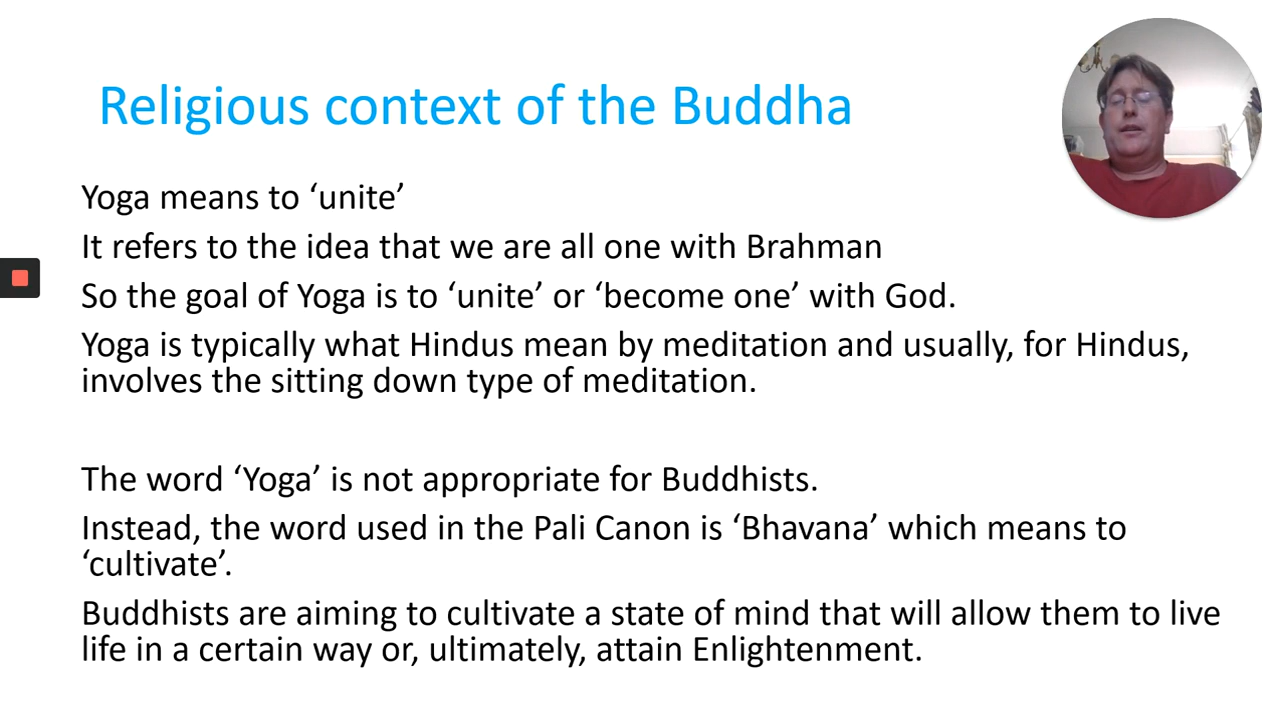 Religious context of the Buddha
Yoga means to ‘unite’
It refers to the idea that we are all one with Brahman
So the goal of Yoga is to ‘unite’ or ‘become one’ with God.
Yoga is typically what Hindus mean by meditation and usually, for Hindus,
involves the sitting down type of meditation.
The word ‘Yoga’ is not appropriate for Buddhists.
Instead, the word used in the Pali Canon is ‘Bhavana’ which means to
‘cultivate’.
Buddhists are aiming to cultivate a state of mind that will allow them to live
life in a certain way or, ultimately, attain Enlightenment.